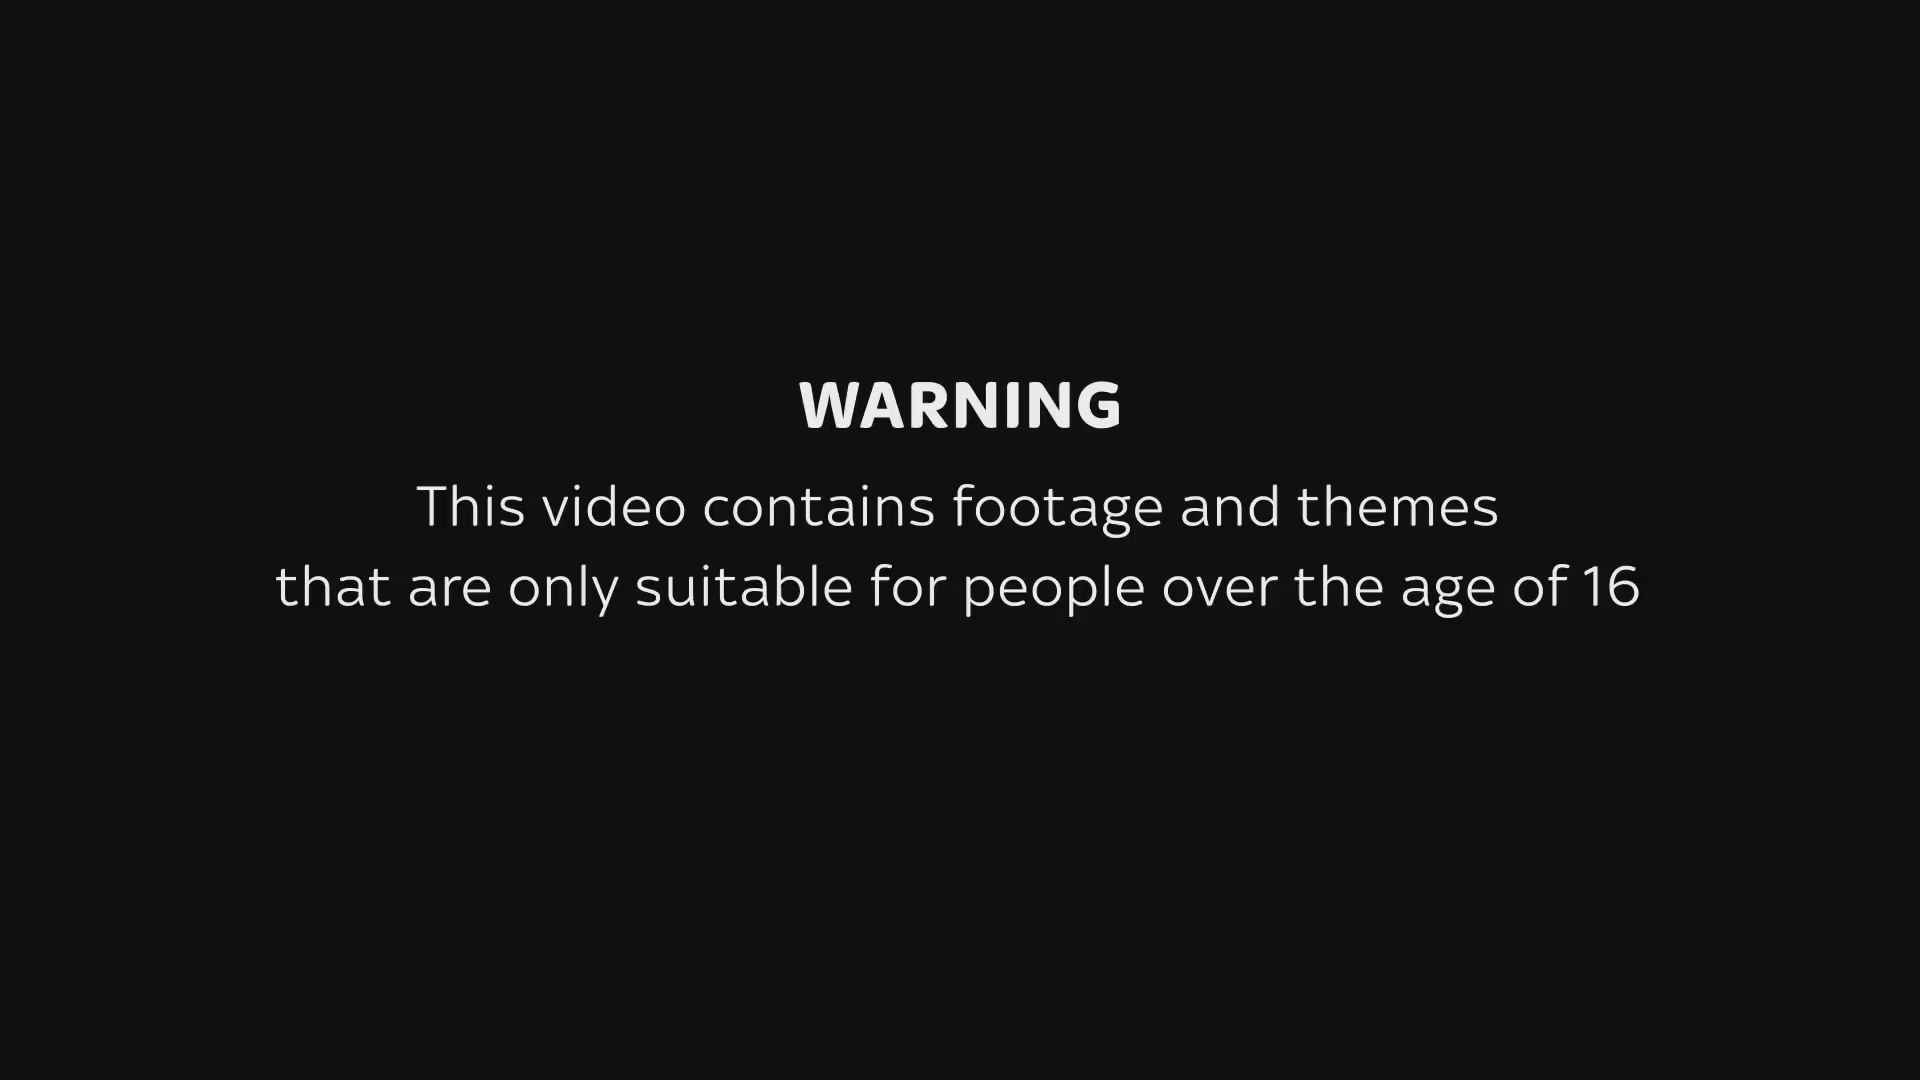 WARNING
This video contains footage and themes
that are only suitable for people over the age of 16